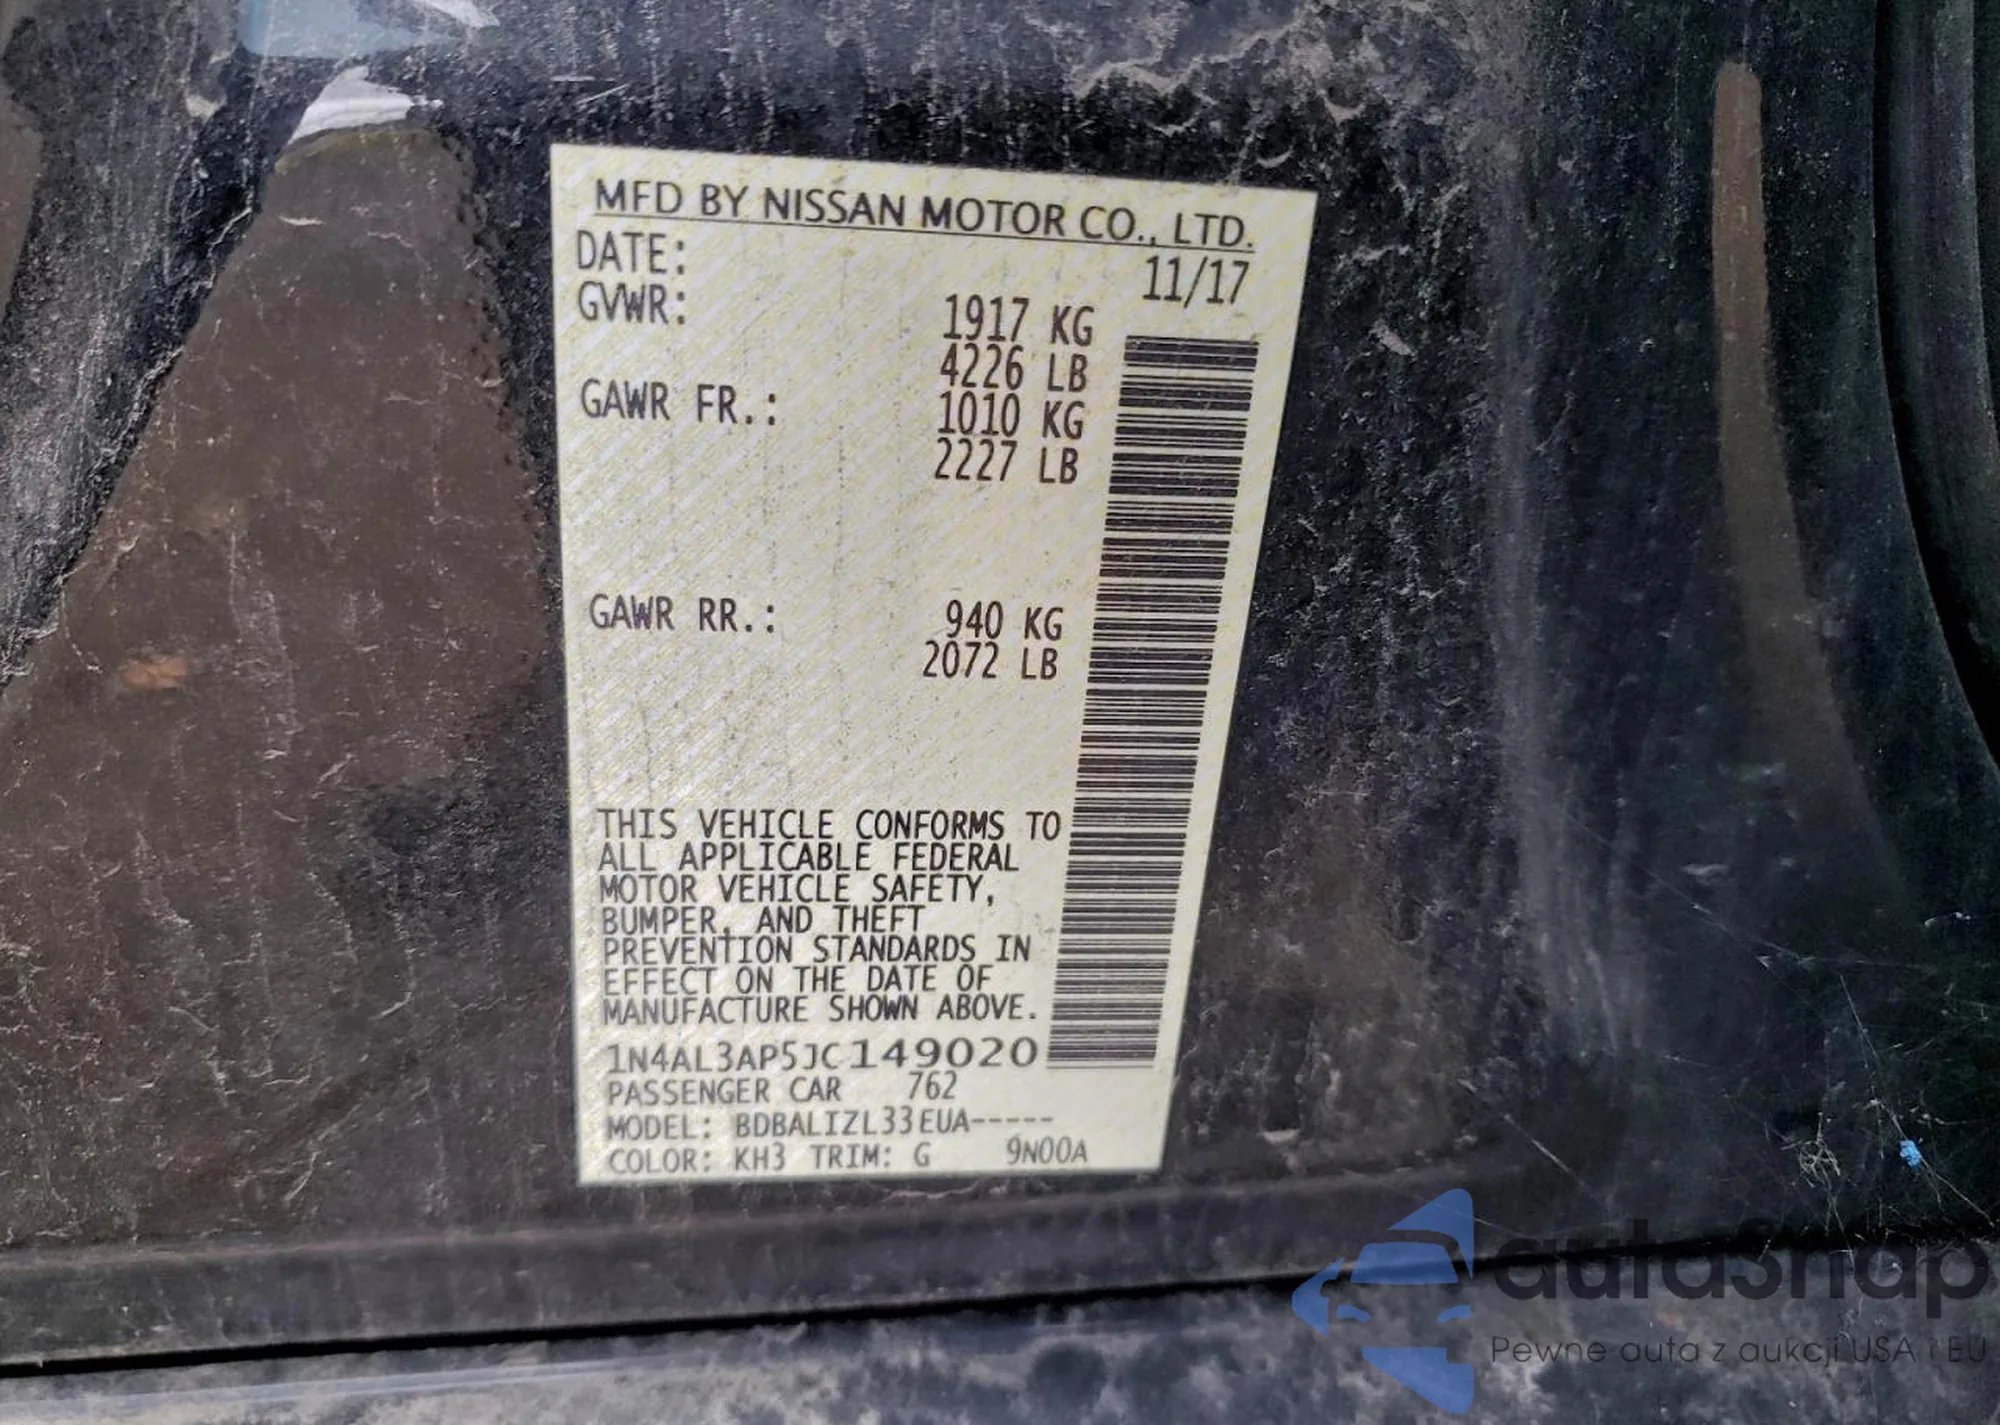 MFD BY NISSAN MOTOR CO., LTD.
DATE: 11/17
GVWR: 1917 KG
4226 LB
GAWR FR.: 1010 KG
2227 LB
GAWR RR.: 940 KG
2072 LB
THIS VEHICLE CONFORMS TO
ALL APPLICABLE FEDERAL
MOTOR VEHICLE SAFETY,
BUMPER, AND THEFT
PREVENTION STANDARDS IN
EFFECT ON THE DATE OF
MANUFACTURE SHOWN ABOVE.
1N4AL3AP5JC149020
PASSENGER CAR 762
MODEL: BDBALIZL33EUA-----
COLOR: KH3 TRIM: G 9N00A
autasnap
Pewne auta z aukcji USA i EU